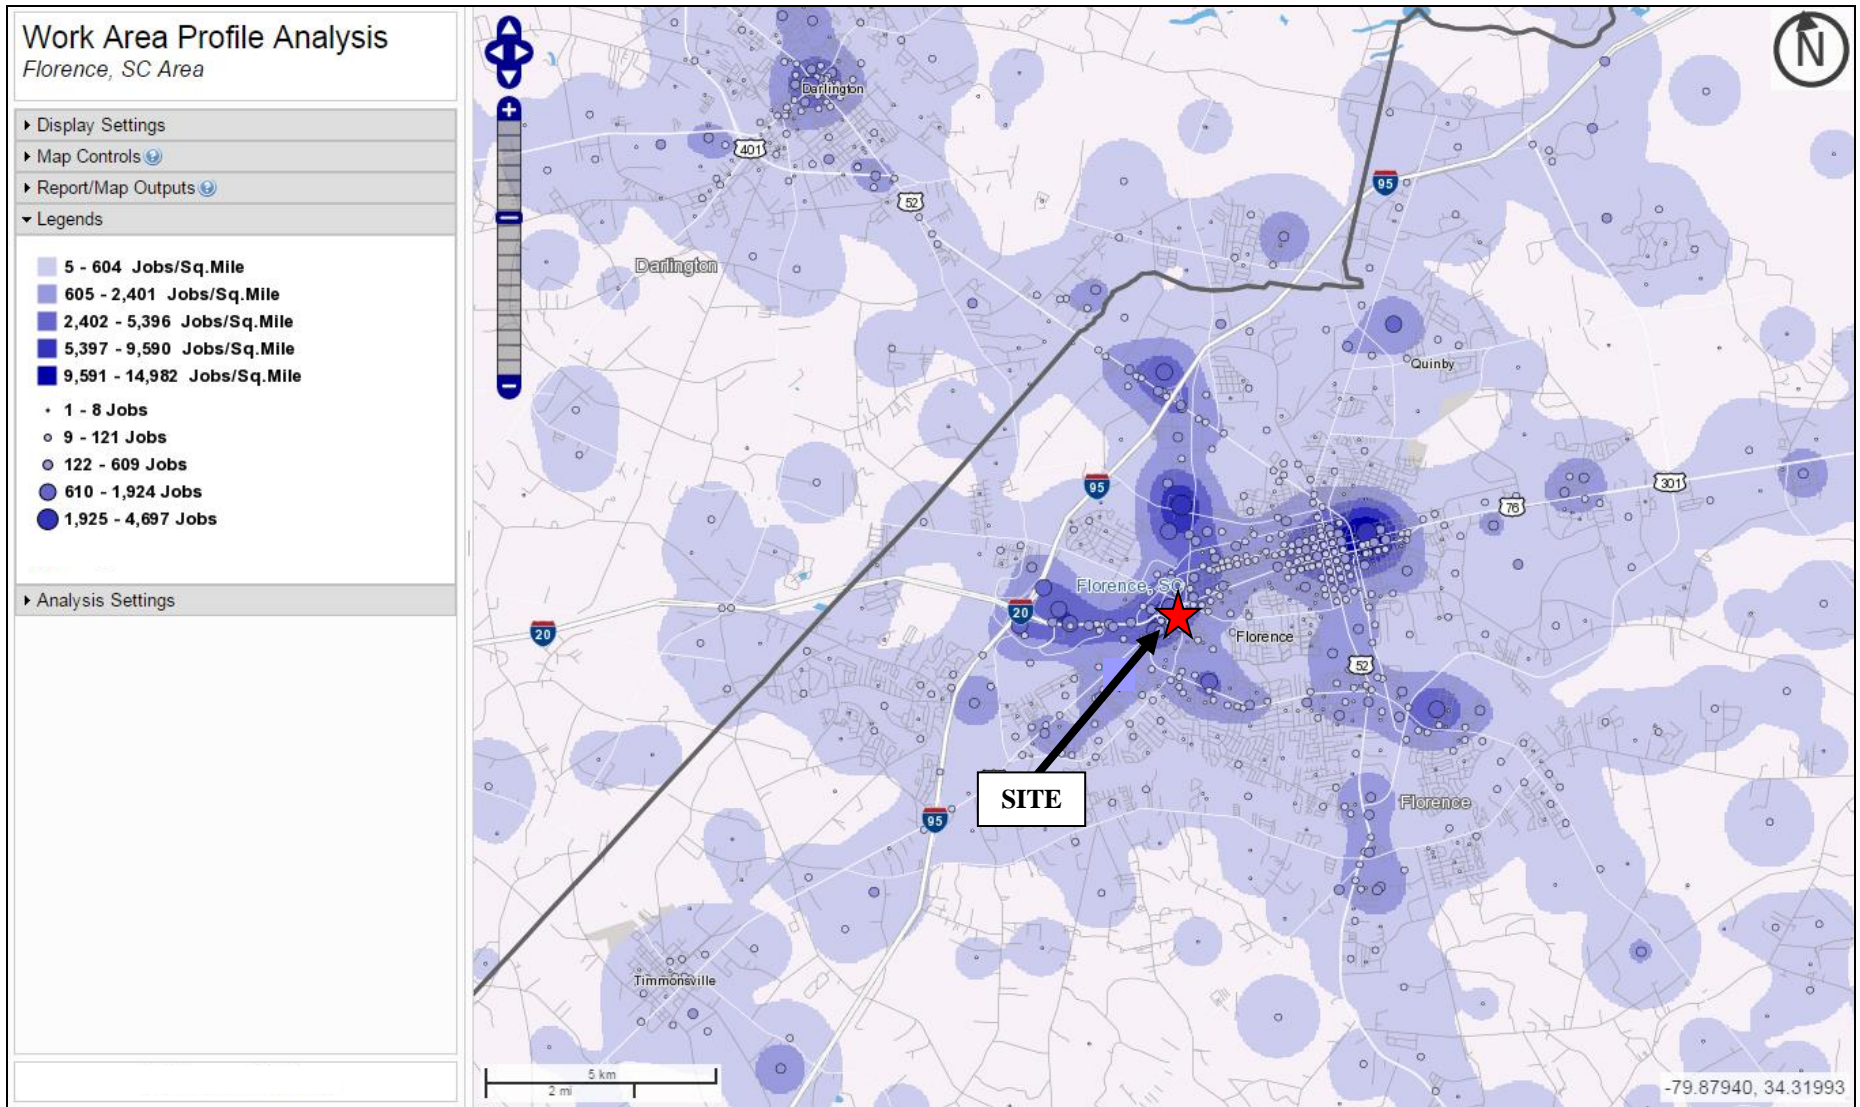 Work Area Profile Analysis
Florence, SC Area
Display Settings
Map Controls ?
Report/Map Outputs ?
Legends
5 - 604 Jobs/Sq.Mile
605 - 2,401 Jobs/Sq.Mile
2,402 - 5,396 Jobs/Sq.Mile
5,397 - 9,590 Jobs/Sq.Mile
9,591 - 14,982 Jobs/Sq.Mile
1 - 8 Jobs
9 - 121 Jobs
122 - 609 Jobs
610 - 1,924 Jobs
1,925 - 4,697 Jobs
Analysis Settings
N
Darlington
401
95
52
Darlington
Quinby
95
301
76
Florence, SC
20
20
Florence
52
SITE
Florence
95
Timmonsville
5 km
2 mi
-79.87940, 34.31993